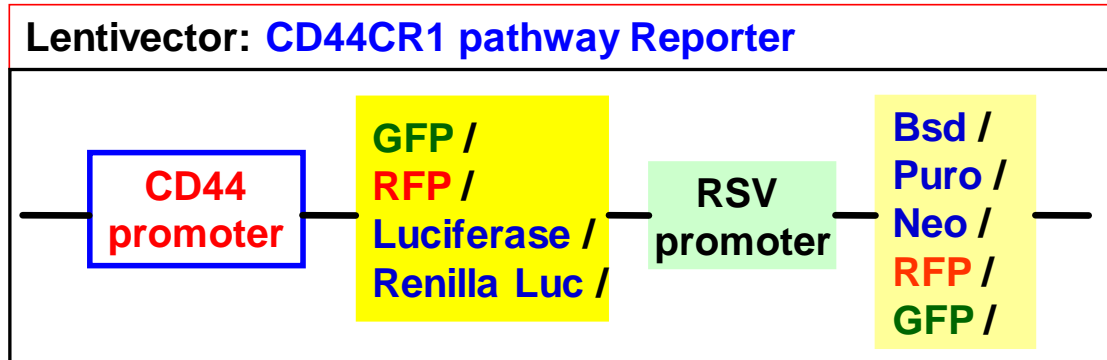 Lentivector: CD44CR1 pathway Reporter
CD44
promoter
GFP /
RFP /
Luciferase /
Renilla Luc /
RSV
promoter
Bsd /
Puro /
Neo /
RFP /
GFP /